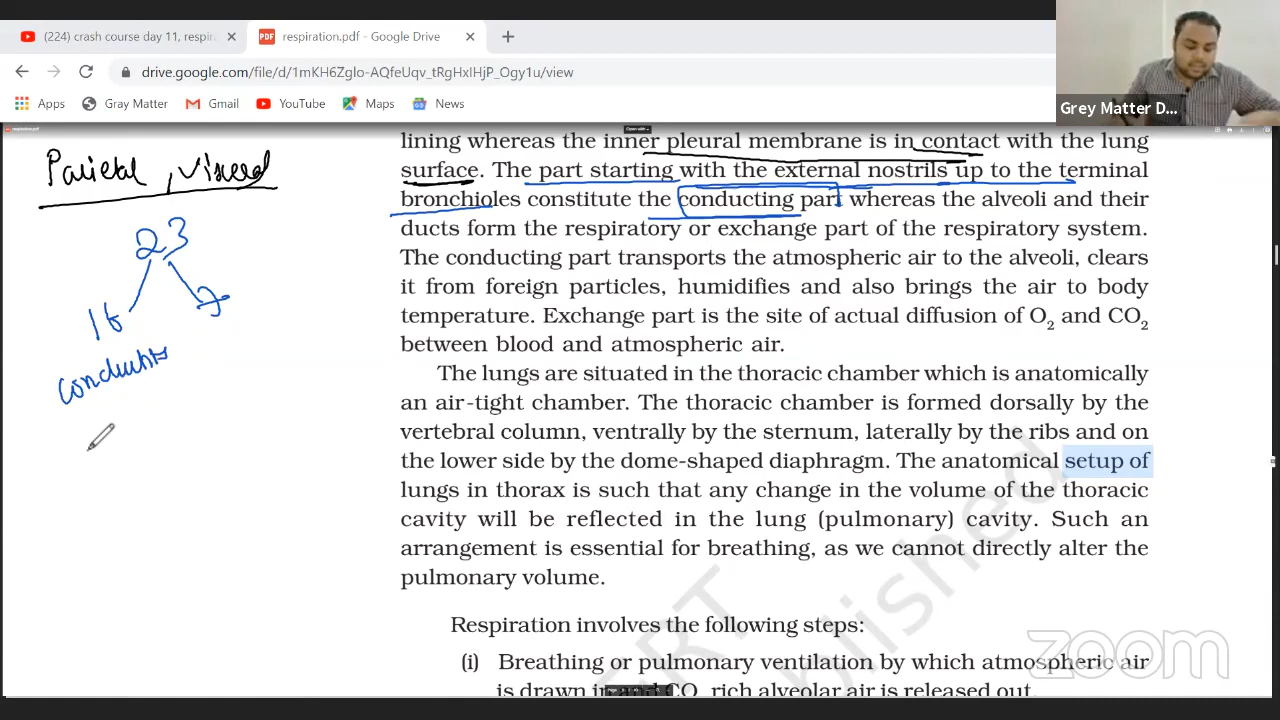 (224) crash course day 11, respir
respiration.pdf - Google Drive
drive.google.com/file/d/1mKH6Zglo-AQfeUqv_tRgHxIHjP_Ogy1u/view
Apps Gray Matter Gmail YouTube Maps News
Grey Matter D...
respiration.pdf
Open with
Parietal, visceral
23
16 7
conducting
lining whereas the inner pleural membrane is in contact with the lung
surface. The part starting with the external nostrils up to the terminal
bronchioles constitute the conducting part whereas the alveoli and their
ducts form the respiratory or exchange part of the respiratory system.
The conducting part transports the atmospheric air to the alveoli, clears
it from foreign particles, humidifies and also brings the air to body
temperature. Exchange part is the site of actual diffusion of O2 and CO2
between blood and atmospheric air.
The lungs are situated in the thoracic chamber which is anatomically
an air-tight chamber. The thoracic chamber is formed dorsally by the
vertebral column, ventrally by the sternum, laterally by the ribs and on
the lower side by the dome-shaped diaphragm. The anatomical setup of
lungs in thorax is such that any change in the volume of the thoracic
cavity will be reflected in the lung (pulmonary) cavity. Such an
arrangement is essential for breathing, as we cannot directly alter the
pulmonary volume.
Respiration involves the following steps:
(i) Breathing or pulmonary ventilation by which atmospheric air
is drawn in and CO2 rich alveolar air is released out.
zoom